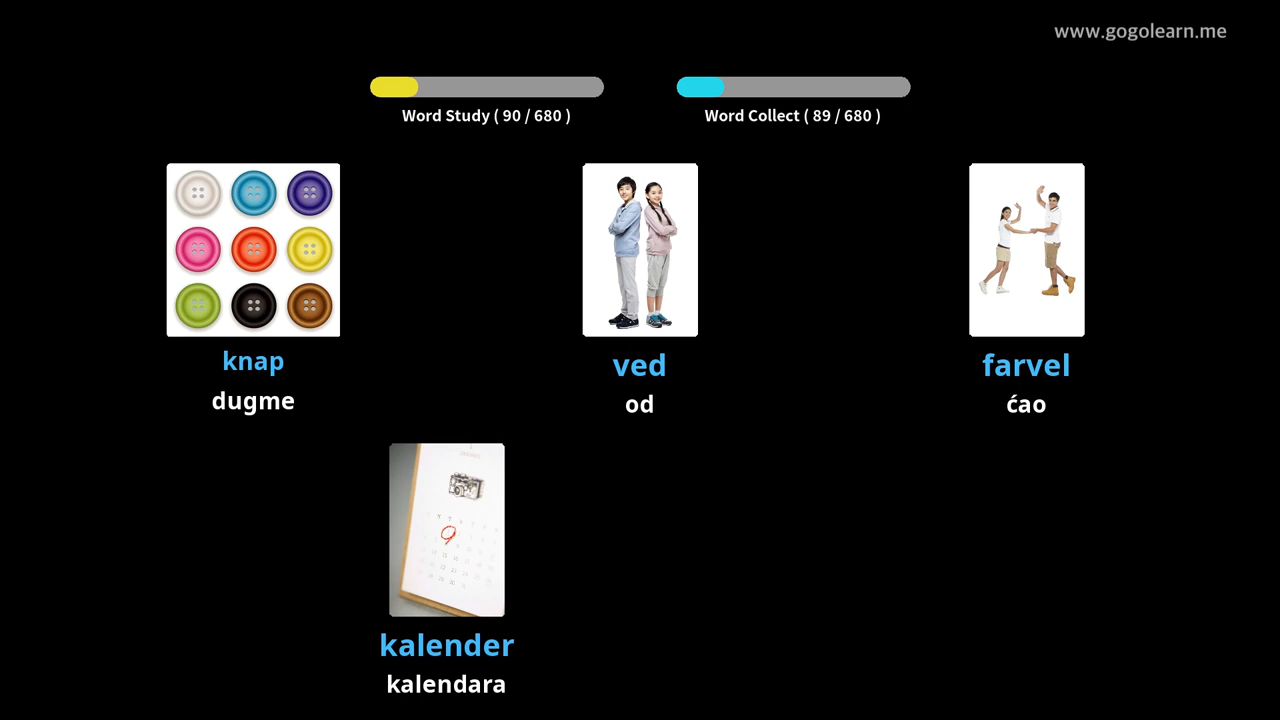 www.gogolearn.me
Word Study ( 90 / 680 )
Word Collect ( 89 / 680 )
knap
ved
farvel
dugme
od
ćao
kalender
kalendara